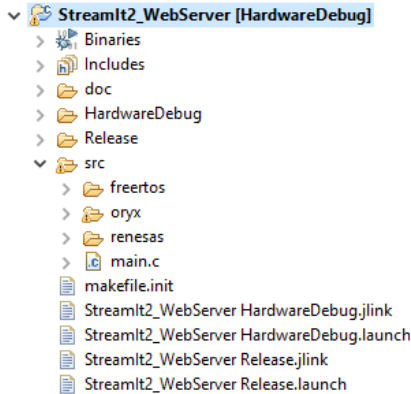 StreamIt2_WebServer [HardwareDebug]
Binaries
Includes
doc
HardwareDebug
Release
src
freertos
oryx
renesas
main.c
makefile.init
StreamIt2_WebServer HardwareDebug.jlink
StreamIt2_WebServer HardwareDebug.launch
StreamIt2_WebServer Release.jlink
StreamIt2_WebServer Release.launch